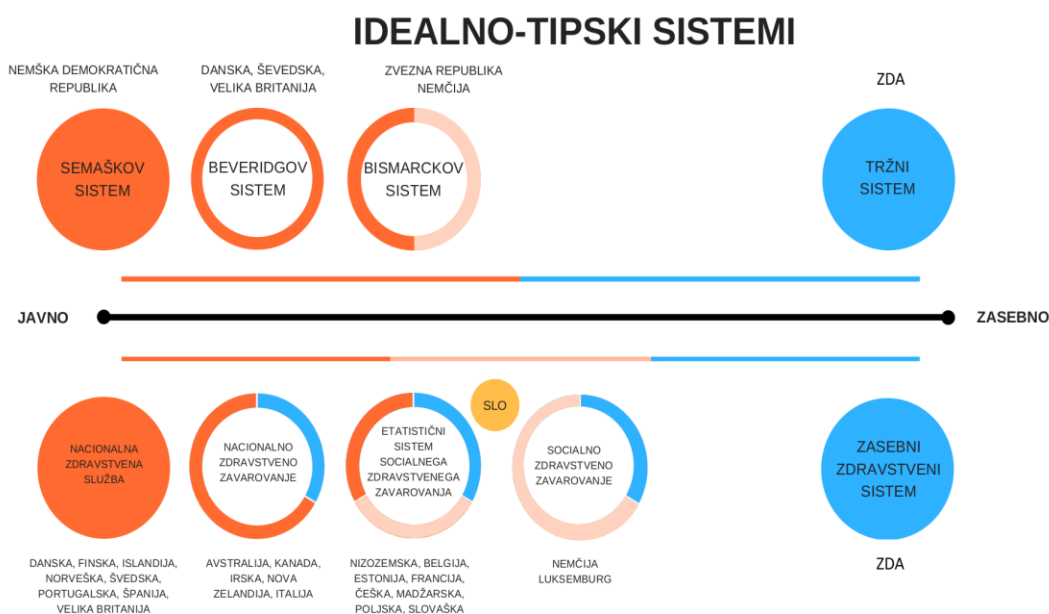 IDEALNO-TIPSKI SISTEMI
NEMŠKA DEMOKRATIČNA
REPUBLIKA
DANSKA, ŠEVEDSKA,
VELIKA BRITANIJA
ZVEZNA REPUBLIKA
NEMČIJA
ZDA
SEMAŠKOV
SISTEM
BEVERIDGOV
SISTEM
BISMARCKOV
SISTEM
TRŽNI
SISTEM
JAVNO
ZASEBNO
NACIONALNA
ZDRAVSTVENA
SLUŽBA
NACIONALNO
ZDRAVSTVENO
ZAVAROVANJE
ETATISTIČNI
SISTEM
SOCIALNEGA
ZDRAVSTVENEGA
ZAVAROVANJA
SLO
SOCIALNO
ZDRAVSTVENO
ZAVAROVANJE
ZASEBNI
ZDRAVSTVENI
SISTEM
DANSKA, FINSKA, ISLANDIJA,
NORVEŠKA, ŠVEDSKA,
PORTUGALSKA, ŠPANIJA,
VELIKA BRITANIJA
AVSTRALIJA, KANADA,
IRSKA, NOVA
ZELANDIJA, ITALIJA
NIZOZEMSKA, BELGIJA,
ESTONIJA, FRANCIJA,
ČEŠKA, MADŽARSKA,
POLJSKA, SLOVAŠKA
NEMČIJA
LUKSEMBURG
ZDA